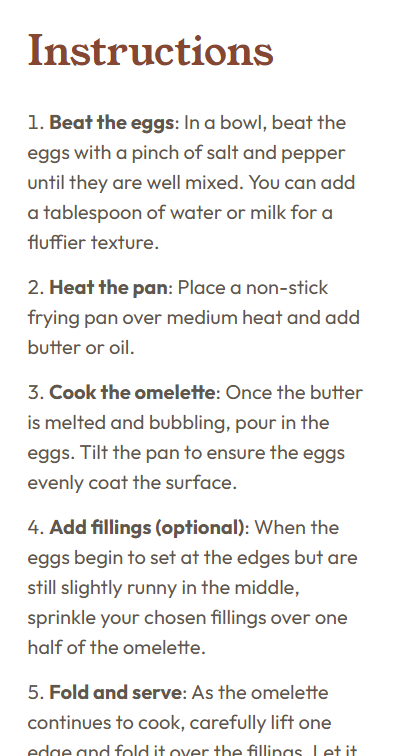 Instructions
1. Beat the eggs: In a bowl, beat the
eggs with a pinch of salt and pepper
until they are well mixed. You can add
a tablespoon of water or milk for a
fluffier texture.
2. Heat the pan: Place a non-stick
frying pan over medium heat and add
butter or oil.
3. Cook the omelette: Once the butter
is melted and bubbling, pour in the
eggs. Tilt the pan to ensure the eggs
evenly coat the surface.
4. Add fillings (optional): When the
eggs begin to set at the edges but are
still slightly runny in the middle,
sprinkle your chosen fillings over one
half of the omelette.
5. Fold and serve: As the omelette
continues to cook, carefully lift one
edge and fold it over the fillings. Let it